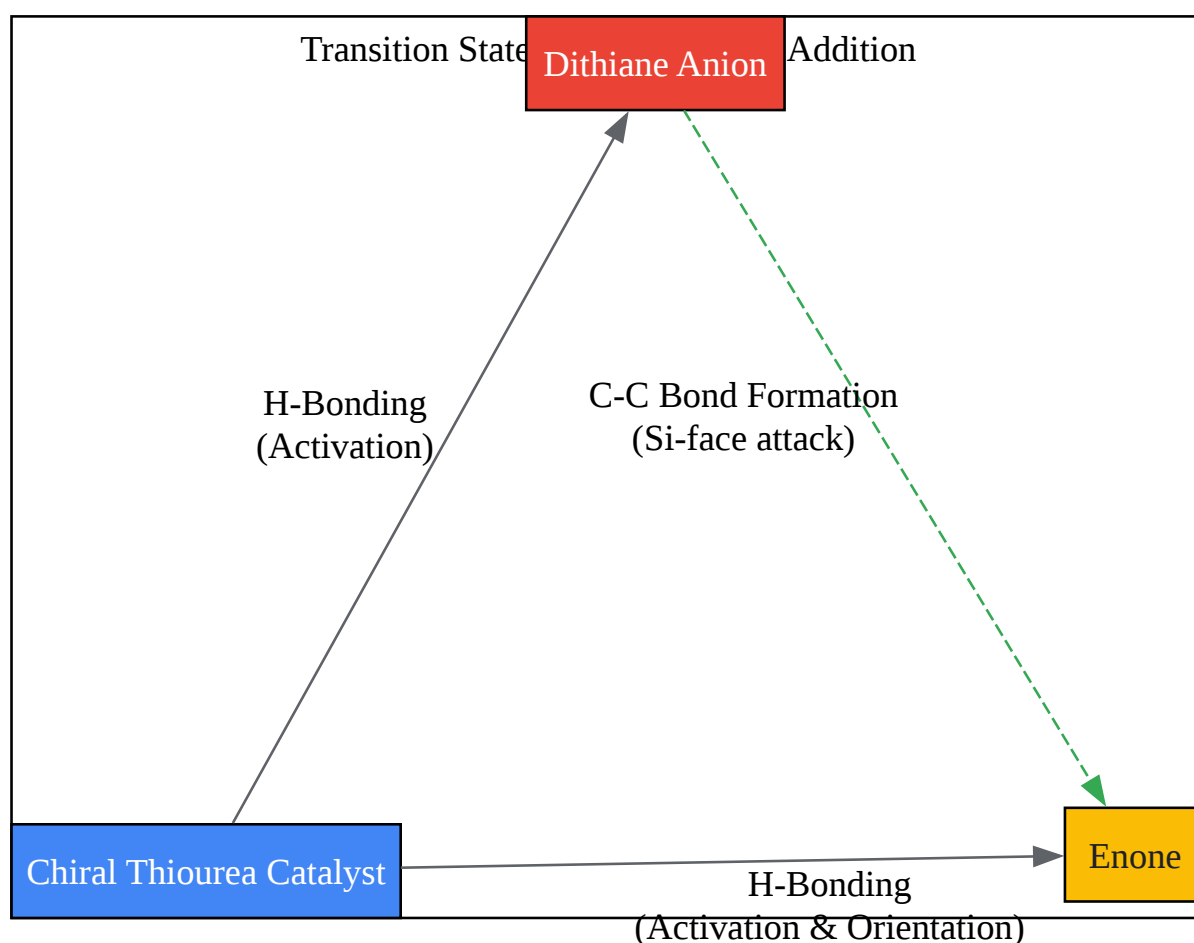 Transition State
Addition
Dithiane Anion
H-Bonding
(Activation)
C-C Bond Formation
(Si-face attack)
Chiral Thiourea Catalyst
Enone
H-Bonding
(Activation & Orientation)